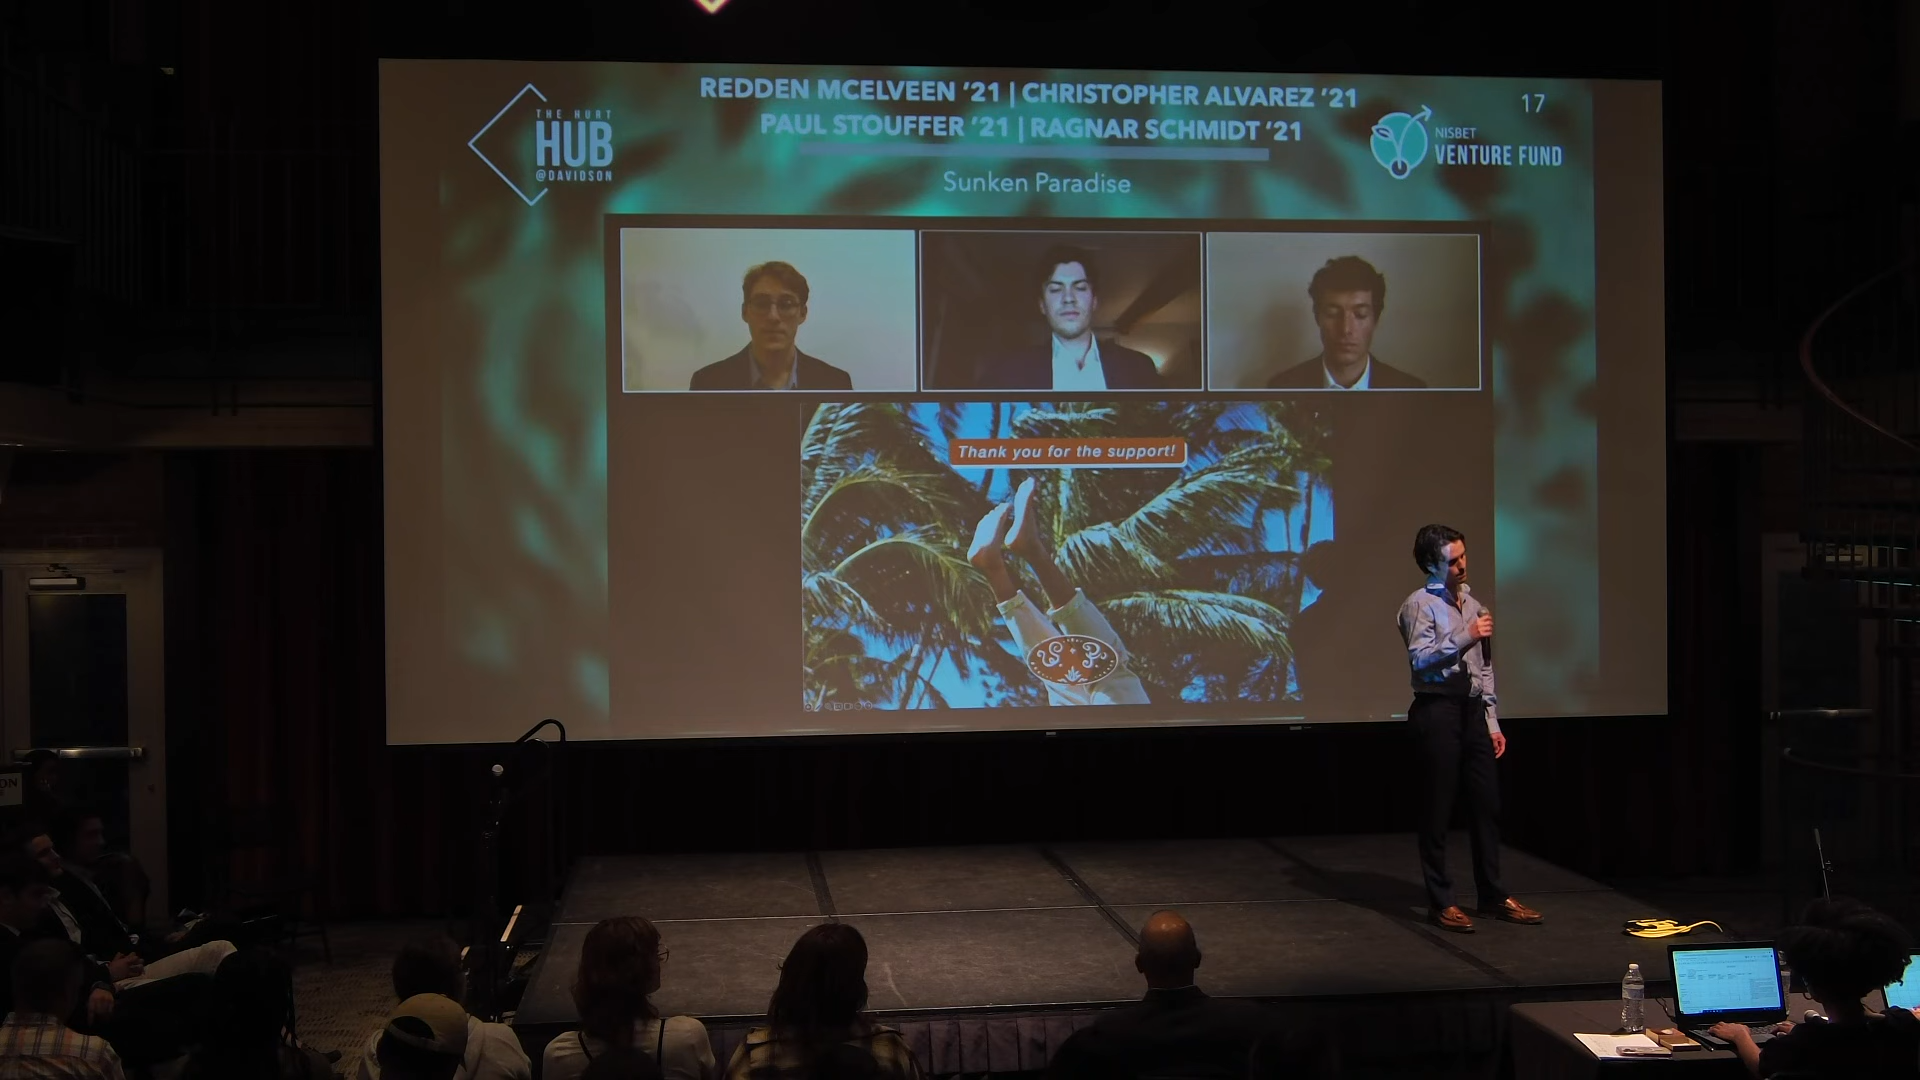 THE HURT
HUB
@DAVIDSON
REDDEN MCELVEEN '21 | CHRISTOPHER ALVAREZ '21
PAUL STOUFFER '21 | RAGNAR SCHMIDT '21
Sunken Paradise
NISBET
VENTURE FUND
17
Thank you for the support!
S P